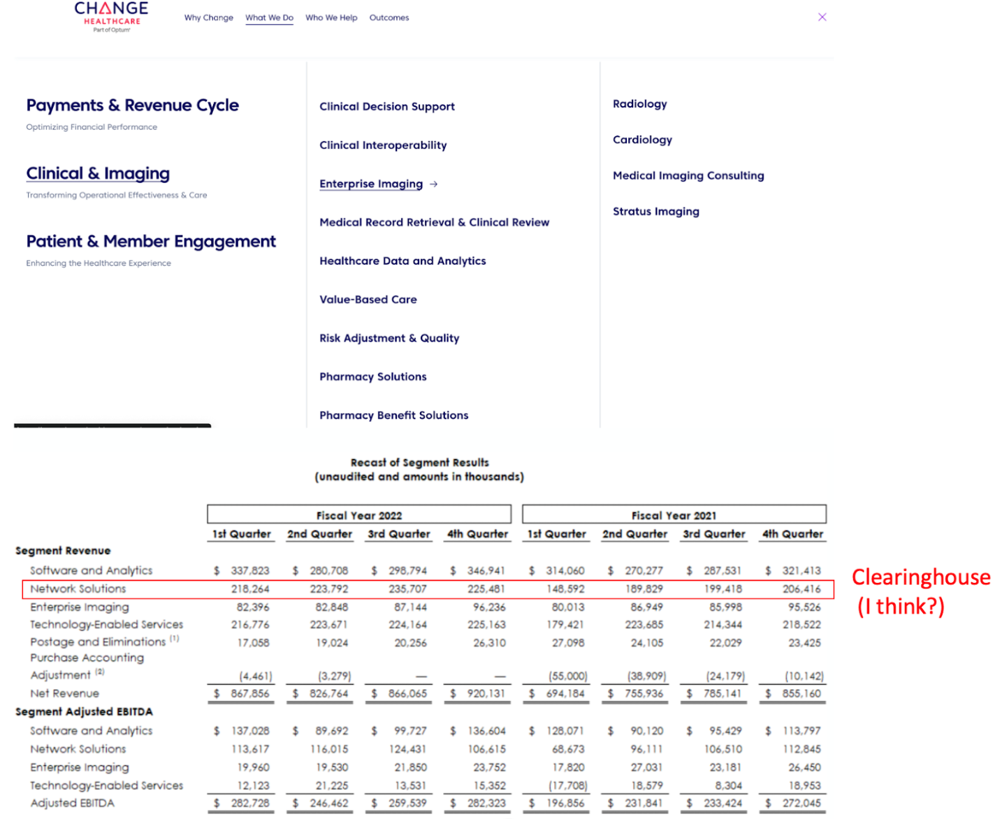 CHANGE
HEALTHCARE
Part of Optum®
Why Change What We Do Who We Help Outcomes
Payments & Revenue Cycle
Optimizing Financial Performance
Clinical & Imaging
Transforming Operational Effectiveness & Care
Patient & Member Engagement
Enhancing the Healthcare Experience
Clinical Decision Support
Clinical Interoperability
Enterprise Imaging →
Medical Record Retrieval & Clinical Review
Healthcare Data and Analytics
Value-Based Care
Risk Adjustment & Quality
Pharmacy Solutions
Pharmacy Benefit Solutions
Radiology
Cardiology
Medical Imaging Consulting
Stratus Imaging
Recast of Segment Results
(unaudited and amounts in thousands)
Fiscal Year 2022 Fiscal Year 2021
1st Quarter 2nd Quarter 3rd Quarter 4th Quarter 1st Quarter 2nd Quarter 3rd Quarter 4th Quarter
Segment Revenue
Software and Analytics $ 337,823 $ 280,708 $ 298,794 $ 346,941 $ 314,060 $ 270,277 $ 287,531 $ 321,413
Network Solutions 218,264 223,792 235,707 225,481 148,592 189,829 199,418 206,416
Enterprise Imaging 82,396 82,848 87,144 96,236 80,013 86,949 85,998 95,526
Technology-Enabled Services 216,776 223,671 224,164 225,163 179,421 223,685 214,344 218,522
Postage and Eliminations (1) 17,058 19,024 20,256 26,310 27,098 24,105 22,029 23,425
Purchase Accounting
Adjustment (2) (4,461) (3,279) — — (55,000) (38,909) (24,179) (10,142)
Net Revenue $ 867,856 $ 826,764 $ 866,065 $ 920,131 $ 694,184 $ 755,936 $ 785,141 $ 855,160
Segment Adjusted EBITDA
Software and Analytics $ 137,028 $ 89,692 $ 99,727 $ 136,604 $ 128,071 $ 90,120 $ 95,429 $ 113,797
Network Solutions 113,617 116,015 124,431 106,615 68,673 96,111 106,510 112,845
Enterprise Imaging 19,960 19,530 21,850 23,752 17,820 27,031 23,181 26,450
Technology-Enabled Services 12,123 21,225 13,531 15,352 (17,708) 18,579 8,304 18,953
Adjusted EBITDA $ 282,728 $ 246,462 $ 259,539 $ 282,323 $ 196,856 $ 231,841 $ 233,424 $ 272,045
Clearinghouse
(I think?)